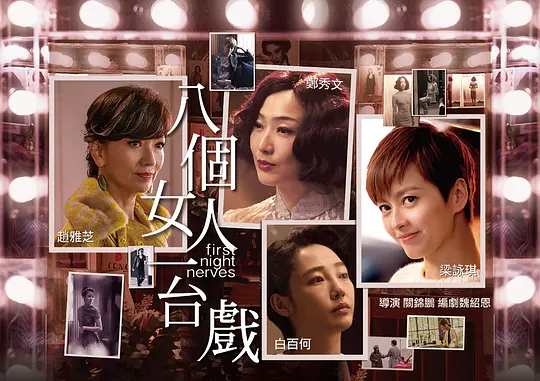 鄭秀文
八個女人一台戲
first
night
nerves
趙雅芝
梁詠琪
導演 關錦鵬 編劇魏紹恩
白百何